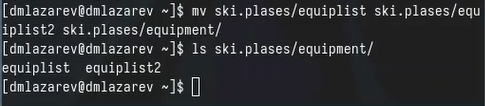 [dmlazarev@dmlazarev ~]$ mv ski.plases/equiplist ski.plases/equ
iplist2 ski.plases/equipment/
[dmlazarev@dmlazarev ~]$ ls ski.plases/equipment/
equiplist  equiplist2
[dmlazarev@dmlazarev ~]$